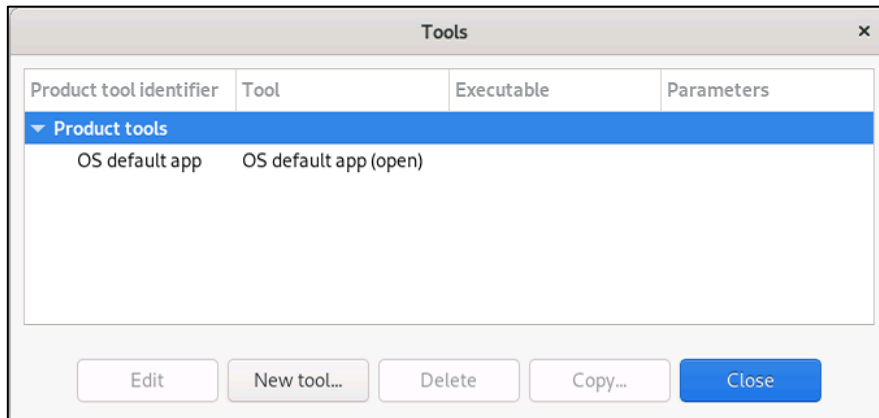 Tools
Product tool identifier Tool Executable Parameters
Product tools
OS default app OS default app (open)
Edit New tool... Delete Copy... Close